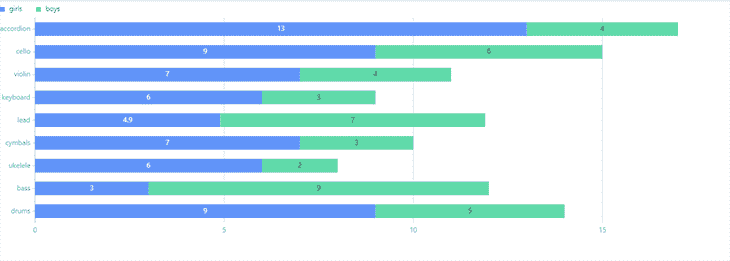 girls boys
accordion 13 4
cello 9 6
violin 7 4
keyboard 6 3
lead 4.9 7
cymbals 7 3
ukelele 6 2
bass 3 9
drums 9 5
0 5 10 15